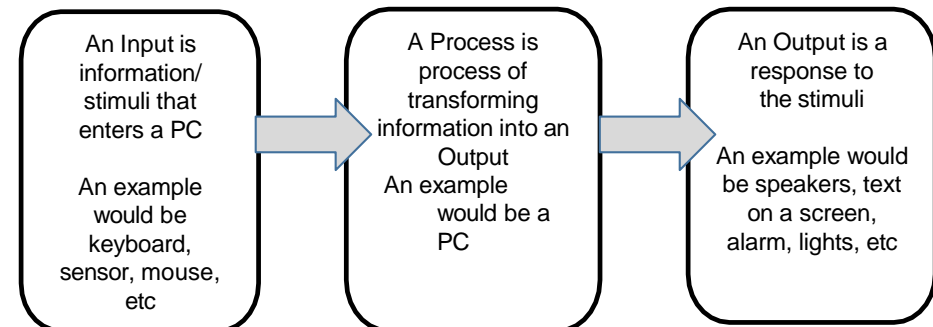 An Input is
information/
stimuli that
enters a PC
An example
would be
keyboard,
sensor, mouse,
etc
A Process is
process of
transforming
information into an
Output
An example
would be a
PC
An Output is a
response to
the stimuli
An example would
be speakers, text
on a screen,
alarm, lights, etc